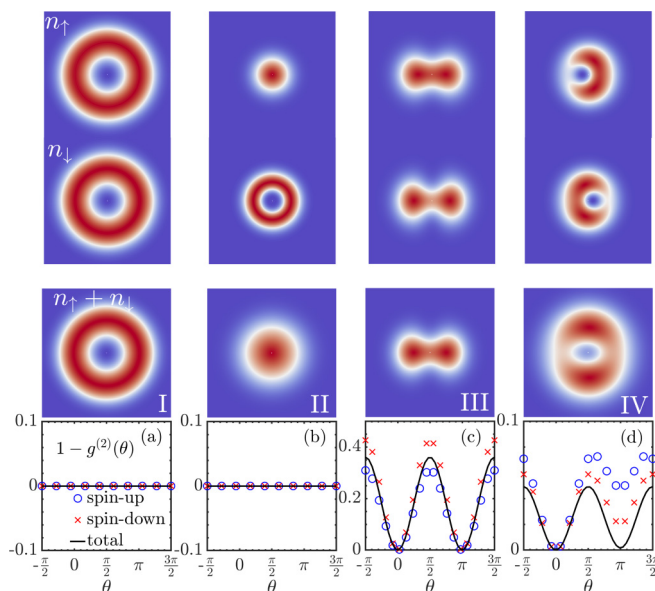 n↑
n↓
n↑ + n↓
I
II
III
IV
0.1
0
-0.1
(a)
1 − g⁽²⁾(θ)
spin-up
spin-down
total
-π/2 0 π/2 π 3π/2
θ
0.1
0
-0.1
(b)
-π/2 0 π/2 π 3π/2
θ
0.4
0.2
0
(c)
-π/2 0 π/2 π 3π/2
θ
0.1
0
(d)
-π/2 0 π/2 π 3π/2
θ